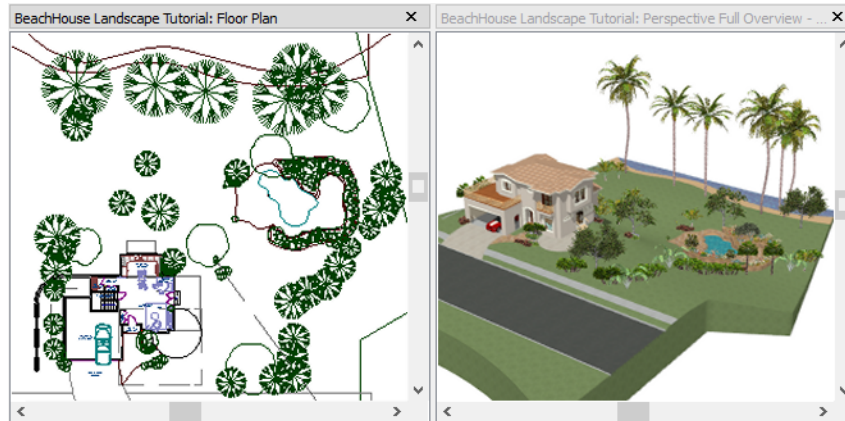 BeachHouse Landscape Tutorial: Floor Plan
BeachHouse Landscape Tutorial: Perspective Full Overview - ...